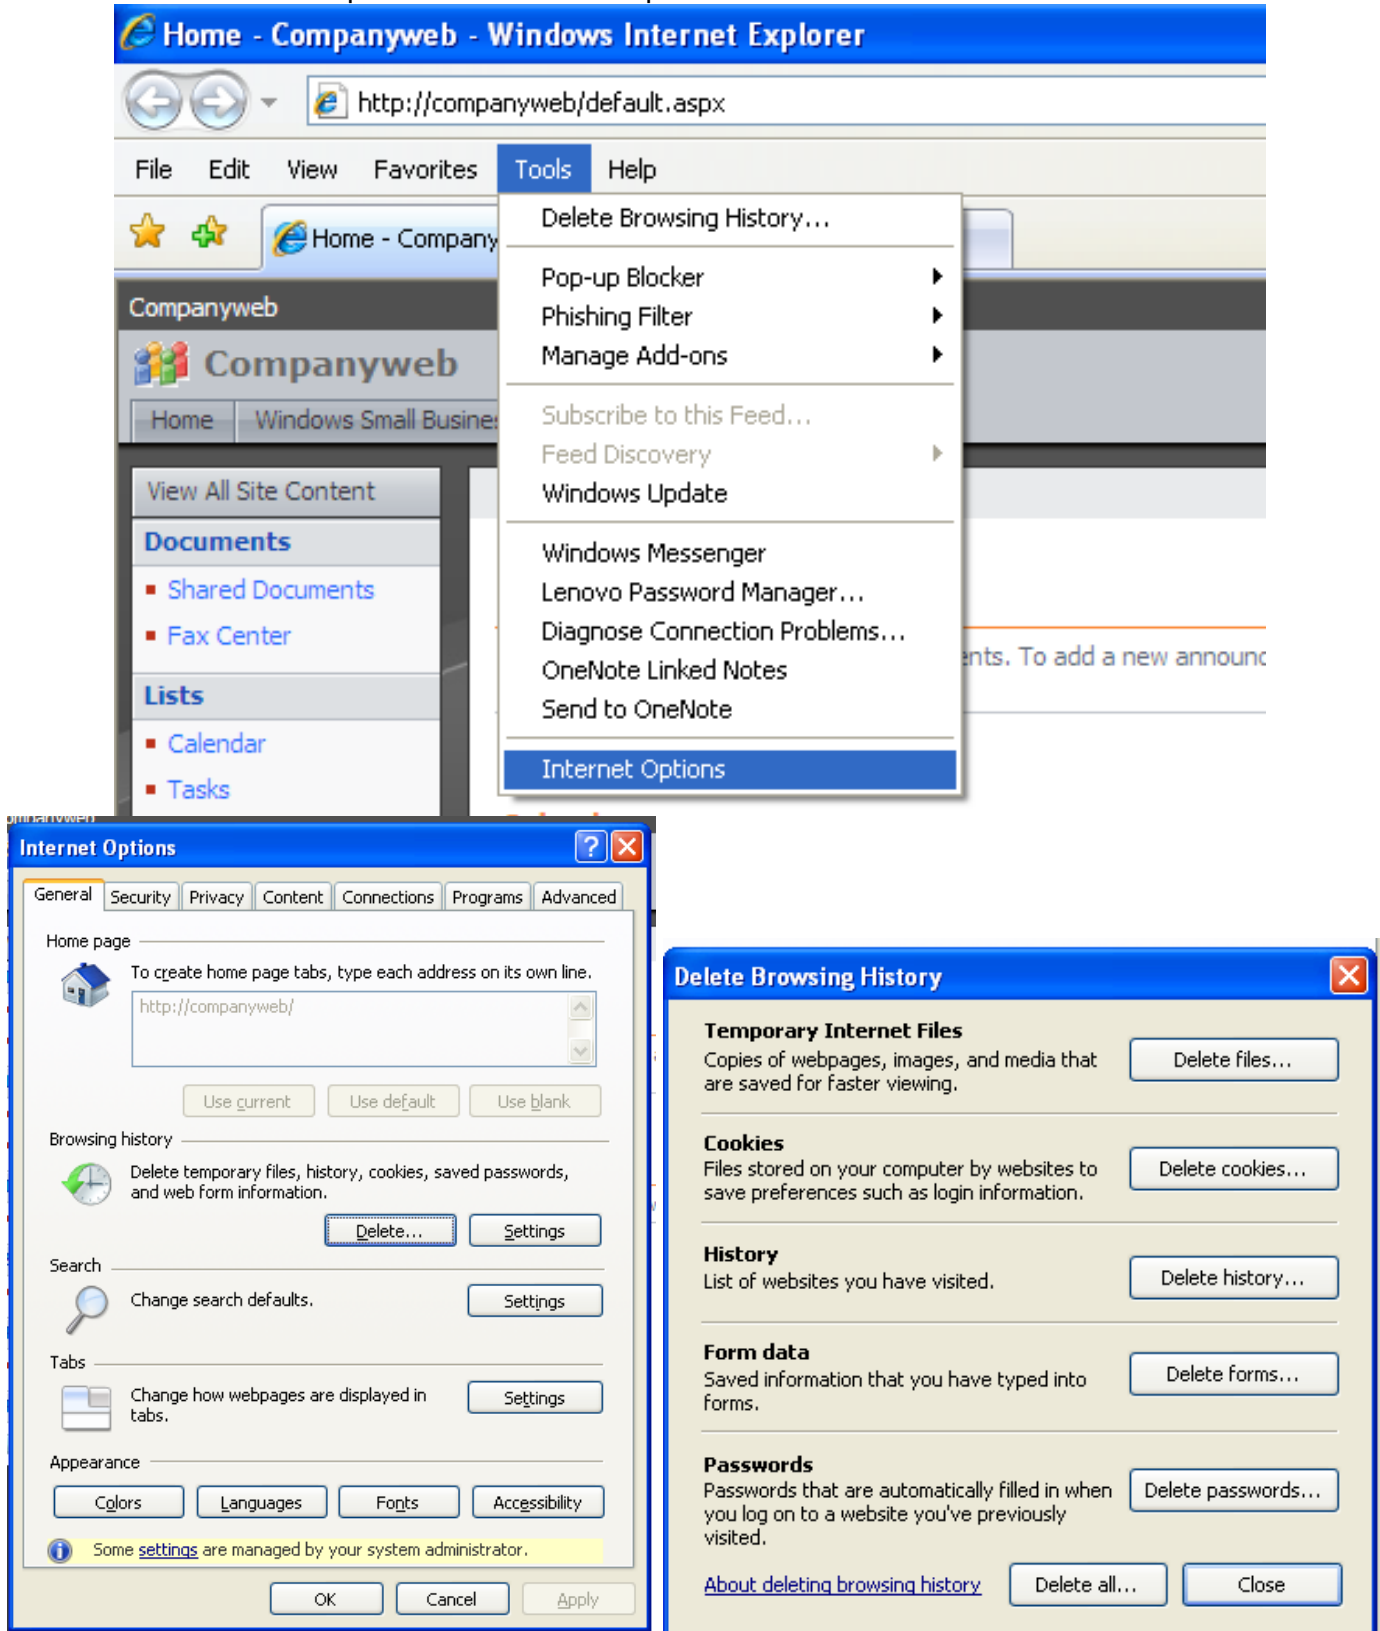 Home - Companyweb - Windows Internet Explorer
http://companyweb/default.aspx
File Edit View Favorites Tools Help
Home - Company
Delete Browsing History...
Pop-up Blocker
Phishing Filter
Manage Add-ons
Subscribe to this Feed...
Feed Discovery
Windows Update
Windows Messenger
Lenovo Password Manager...
Diagnose Connection Problems...
OneNote Linked Notes
Send to OneNote
Internet Options
Companyweb
Companyweb
Home Windows Small Busines
View All Site Content
Documents
Shared Documents
Fax Center
Lists
Calendar
Tasks
ents. To add a new announc
Internet Options
General Security Privacy Content Connections Programs Advanced
Home page
To create home page tabs, type each address on its own line.
http://companyweb/
Use current Use default Use blank
Browsing history
Delete temporary files, history, cookies, saved passwords,
and web form information.
Delete... Settings
Search
Change search defaults. Settings
Tabs
Change how webpages are displayed in
tabs.
Settings
Appearance
Colors Languages Fonts Accessibility
Some settings are managed by your system administrator.
OK Cancel Apply
Delete Browsing History
Temporary Internet Files
Copies of webpages, images, and media that
are saved for faster viewing.
Delete files...
Cookies
Files stored on your computer by websites to
save preferences such as login information.
Delete cookies...
History
List of websites you have visited.
Delete history...
Form data
Saved information that you have typed into
forms.
Delete forms...
Passwords
Passwords that are automatically filled in when
you log on to a website you've previously
visited.
Delete passwords...
About deleting browsing history Delete all... Close